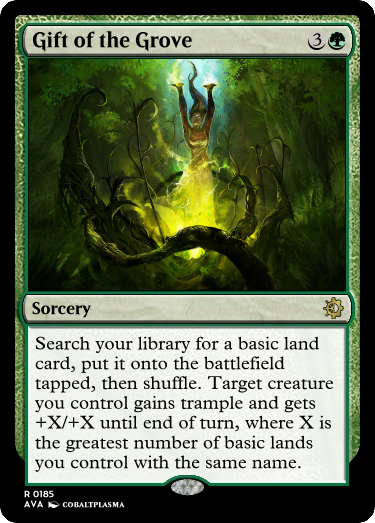 Gift of the Grove 3
Sorcery
Search your library for a basic land
card, put it onto the battlefield
tapped, then shuffle. Target creature
you control gains trample and gets
+X/+X until end of turn, where X is
the greatest number of basic lands
you control with the same name.
R 0185
AVA COBALTPLASMA